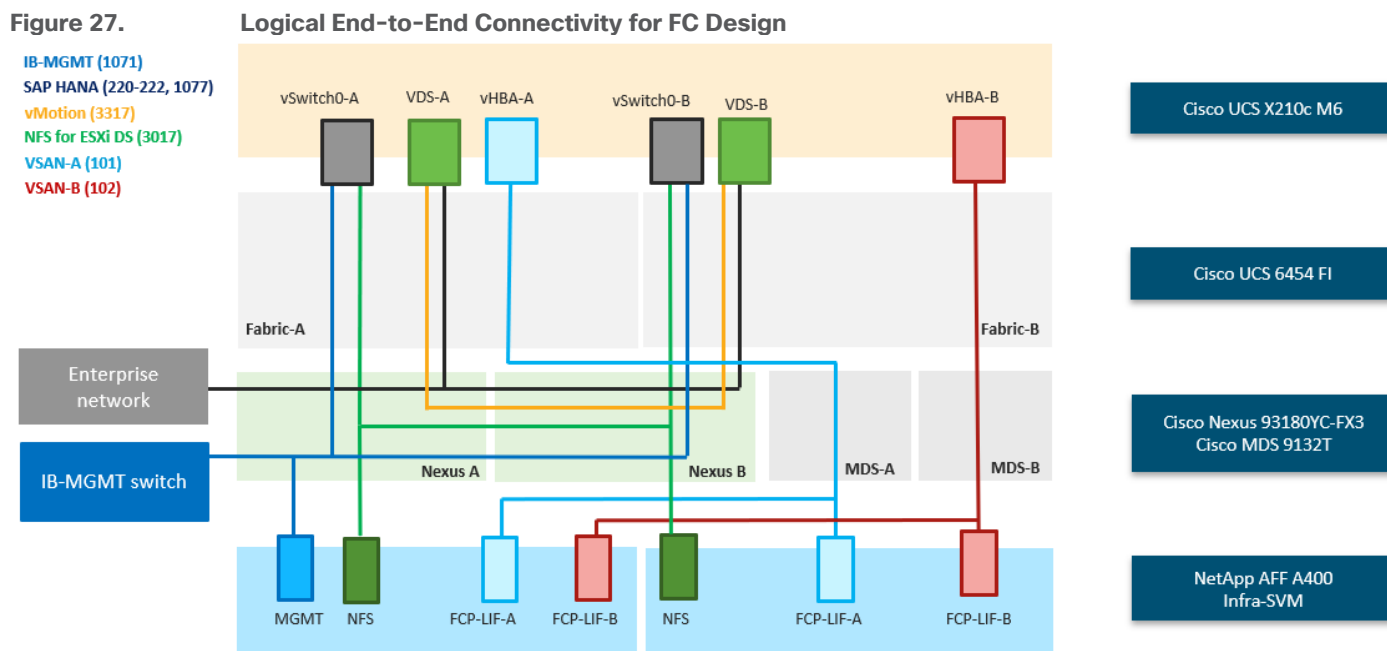 Figure 27. Logical End-to-End Connectivity for FC Design
IB-MGMT (1071)
SAP HANA (220-222, 1077)
vMotion (3317)
NFS for ESXi DS (3017)
VSAN-A (101)
VSAN-B (102)
vSwitch0-A
VDS-A
vHBA-A
vSwitch0-B
VDS-B
vHBA-B
Cisco UCS X210c M6
Fabric-A
Fabric-B
Cisco UCS 6454 FI
Enterprise
network
IB-MGMT switch
Nexus A
Nexus B
MDS-A
MDS-B
Cisco Nexus 93180YC-FX3
Cisco MDS 9132T
MGMT
NFS
FCP-LIF-A
FCP-LIF-B
NFS
FCP-LIF-A
FCP-LIF-B
NetApp AFF A400
Infra-SVM